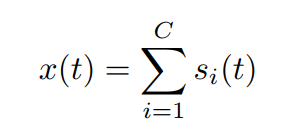 x(t) = \sum_{i=1}^{C} s_i(t)